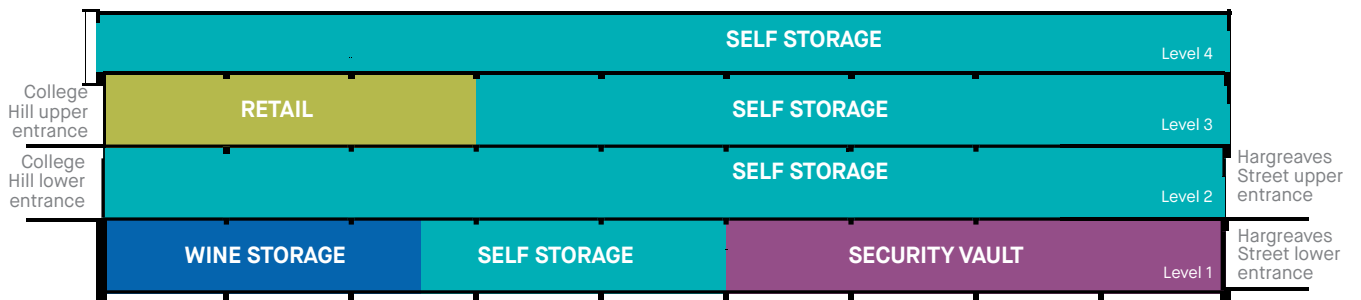 SELF STORAGE
Level 4
College
Hill upper
entrance
RETAIL
SELF STORAGE
Level 3
College
Hill lower
entrance
SELF STORAGE
Level 2
Hargreaves
Street upper
entrance
WINE STORAGE
SELF STORAGE
SECURITY VAULT
Level 1
Hargreaves
Street lower
entrance